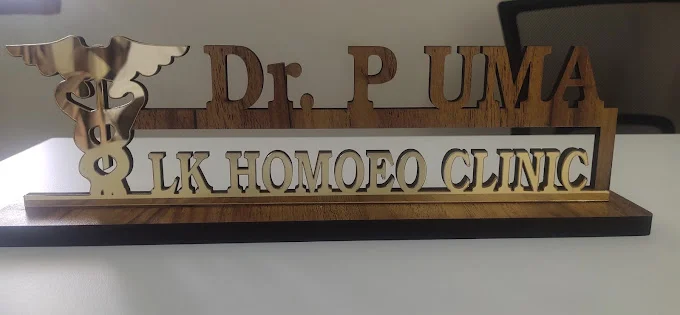 Dr. P UMA
LK HOMOEO CLINIC